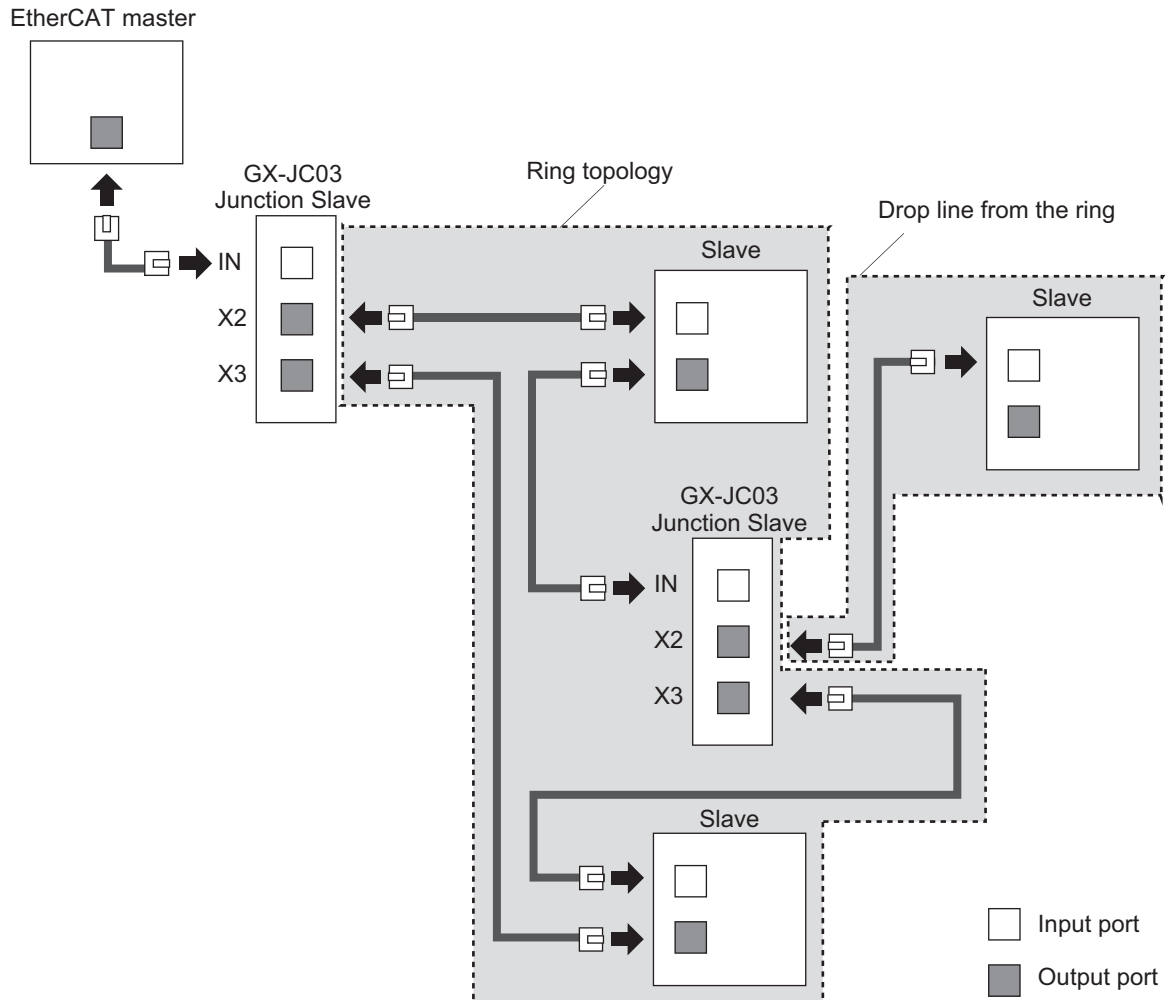 EtherCAT master
GX-JC03
Junction Slave
IN
X2
X3
Ring topology
Slave
Drop line from the ring
Slave
GX-JC03
Junction Slave
IN
X2
X3
Slave
Input port
Output port